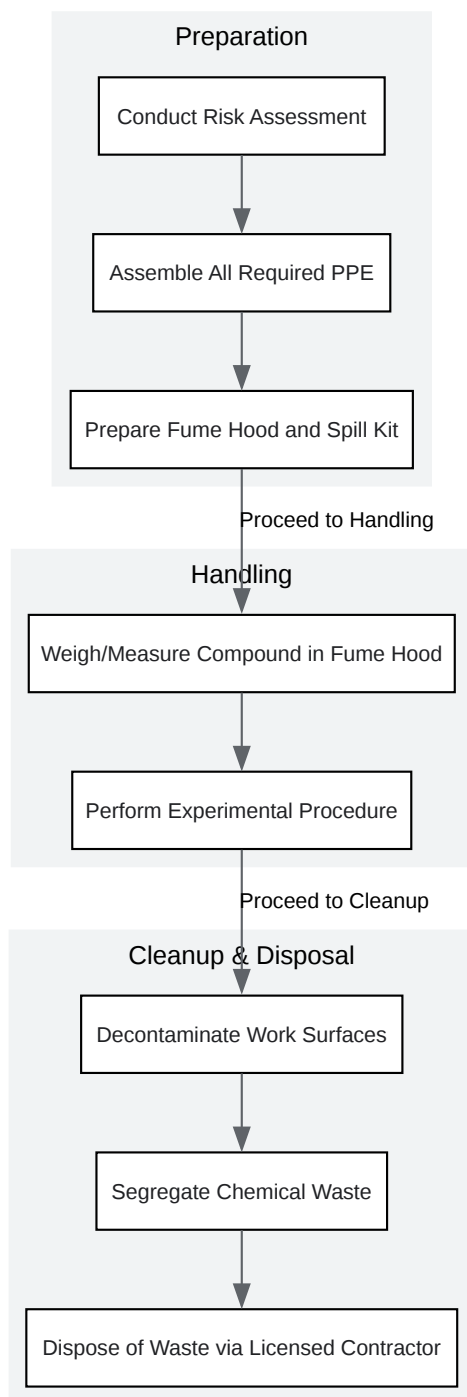 Preparation
Conduct Risk Assessment
Assemble All Required PPE
Prepare Fume Hood and Spill Kit
Proceed to Handling
Handling
Weigh/Measure Compound in Fume Hood
Perform Experimental Procedure
Proceed to Cleanup
Cleanup & Disposal
Decontaminate Work Surfaces
Segregate Chemical Waste
Dispose of Waste via Licensed Contractor